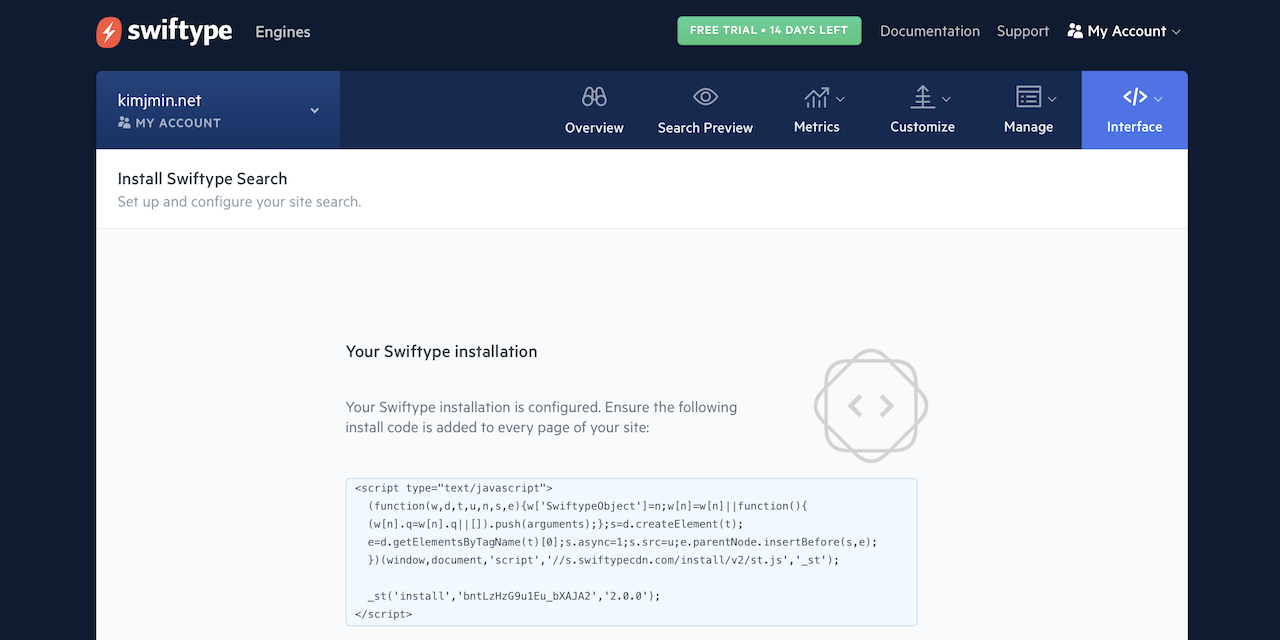 swiftype Engines FREE TRIAL • 14 DAYS LEFT Documentation Support My Account
kimjmin.net
MY ACCOUNT
Overview Search Preview Metrics Customize Manage Interface
Install Swiftype Search
Set up and configure your site search.
Your Swiftype installation
Your Swiftype installation is configured. Ensure the following
install code is added to every page of your site:
<script type="text/javascript">
(function(w,d,t,u,n,s,e){w['SwiftypeObject']=n;w[n]=w[n]||function(){
(w[n].q=w[n].q||[]).push(arguments);};s=d.createElement(t);
e=d.getElementsByTagName(t)[0];s.async=1;s.src=u;e.parentNode.insertBefore(s,e);
})(window,document,'script','//s.swiftypecdn.com/install/v2/st.js','_st');
_st('install','bntLzHzG9u1Eu_bXAJA2','2.0.0');
</script>